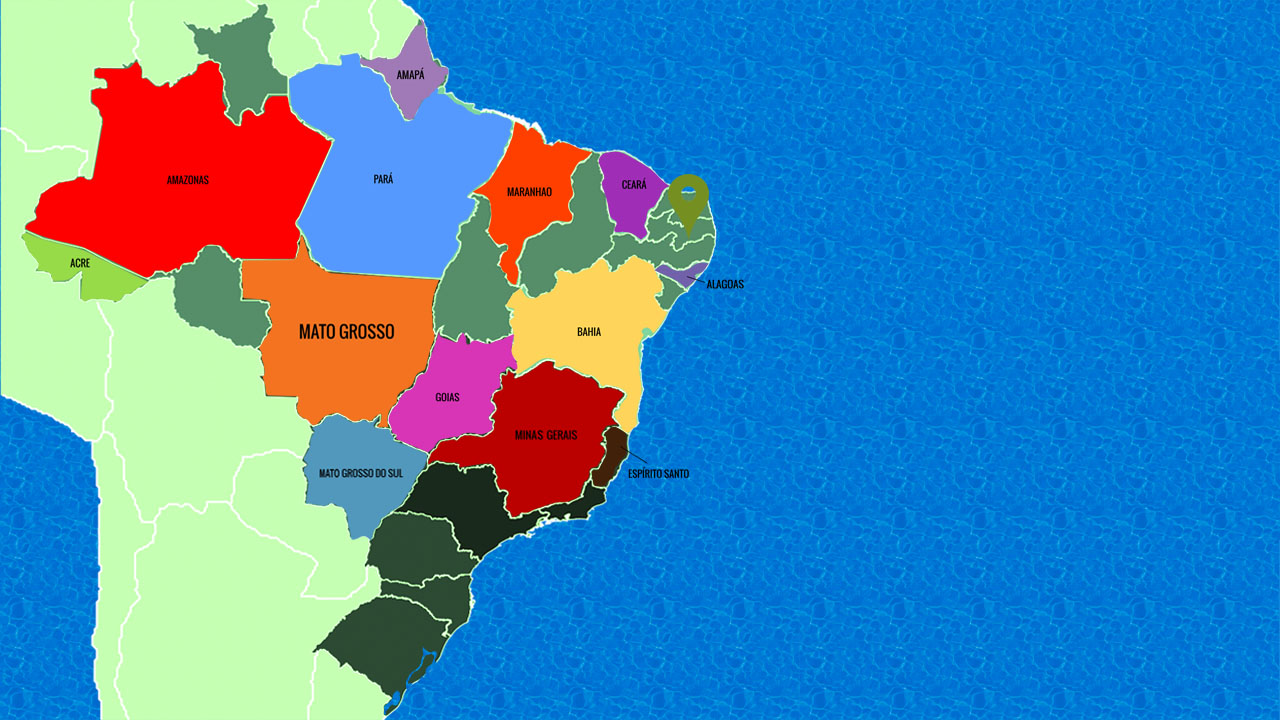 AMAPÁ
AMAZONAS
PARÁ
MARANHAO
CEARÁ
ACRE
ALAGOAS
MATO GROSSO
BAHIA
GOIAS
MINAS GERAIS
MATO GROSSO DO SUL
ESPÍRITO SANTO